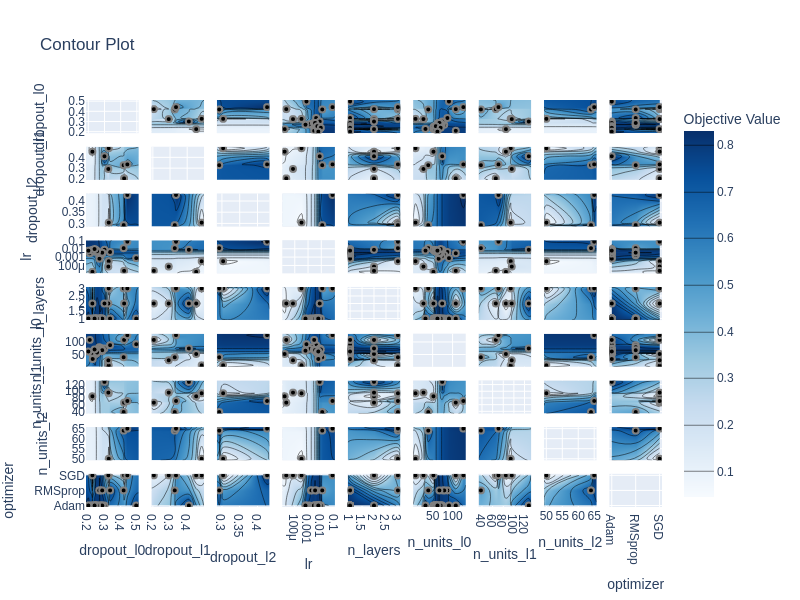 Contour Plot
Objective Value
0.8
0.7
0.6
0.5
0.4
0.3
0.2
0.1
dropout_l0
0.5
0.4
0.3
0.2
dropout_l1
0.4
0.3
0.2
dropout_l2
0.4
0.35
0.3
lr
0.1
0.01
0.001
100μ
n_layers
3
2.5
2
1.5
1
n_units_l0
100
50
n_units_l1
120
100
80
60
40
n_units_l2
65
60
55
50
optimizer
SGD
RMSprop
Adam
0.2 0.3 0.4 0.5
dropout_l0
0.2 0.3 0.4
dropout_l1
0.3 0.35 0.4
dropout_l2
100μ 0.001 0.01 0.1
lr
1 1.5 2 2.5 3
n_layers
50 100
n_units_l0
40 60 80 100 120
n_units_l1
50 55 60 65
n_units_l2
Adam RMSprop SGD
optimizer